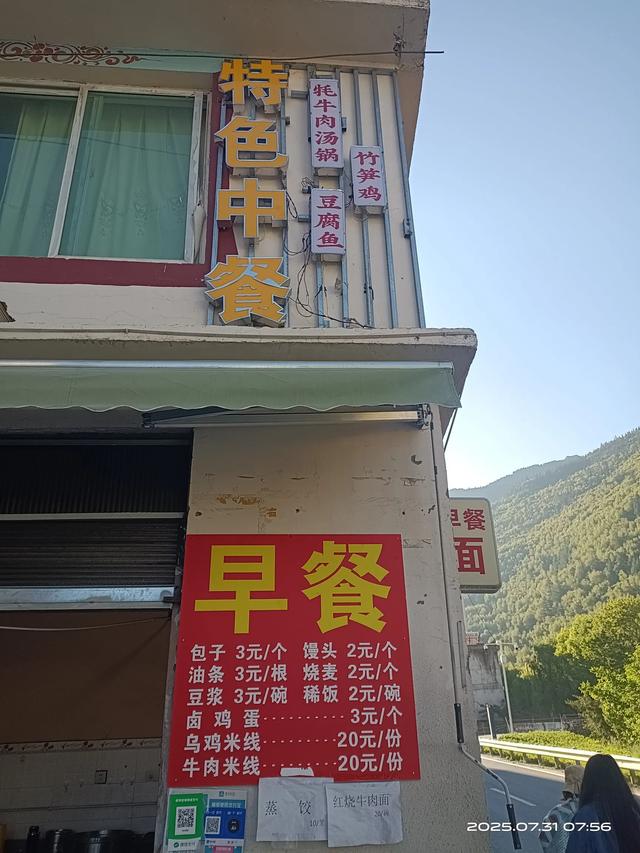 特色中餐
牦牛肉汤锅
竹笋鸡
豆腐鱼
早餐
面
早餐
包子 3元/个 馒头 2元/个
油条 3元/根 烧麦 2元/个
豆浆 3元/碗 稀饭 2元/碗
卤鸡蛋············3元/个
乌鸡米线·········20元/份
牛肉米线·········20元/份
蒸饺
红烧牛肉面
2025.07.31 07:56